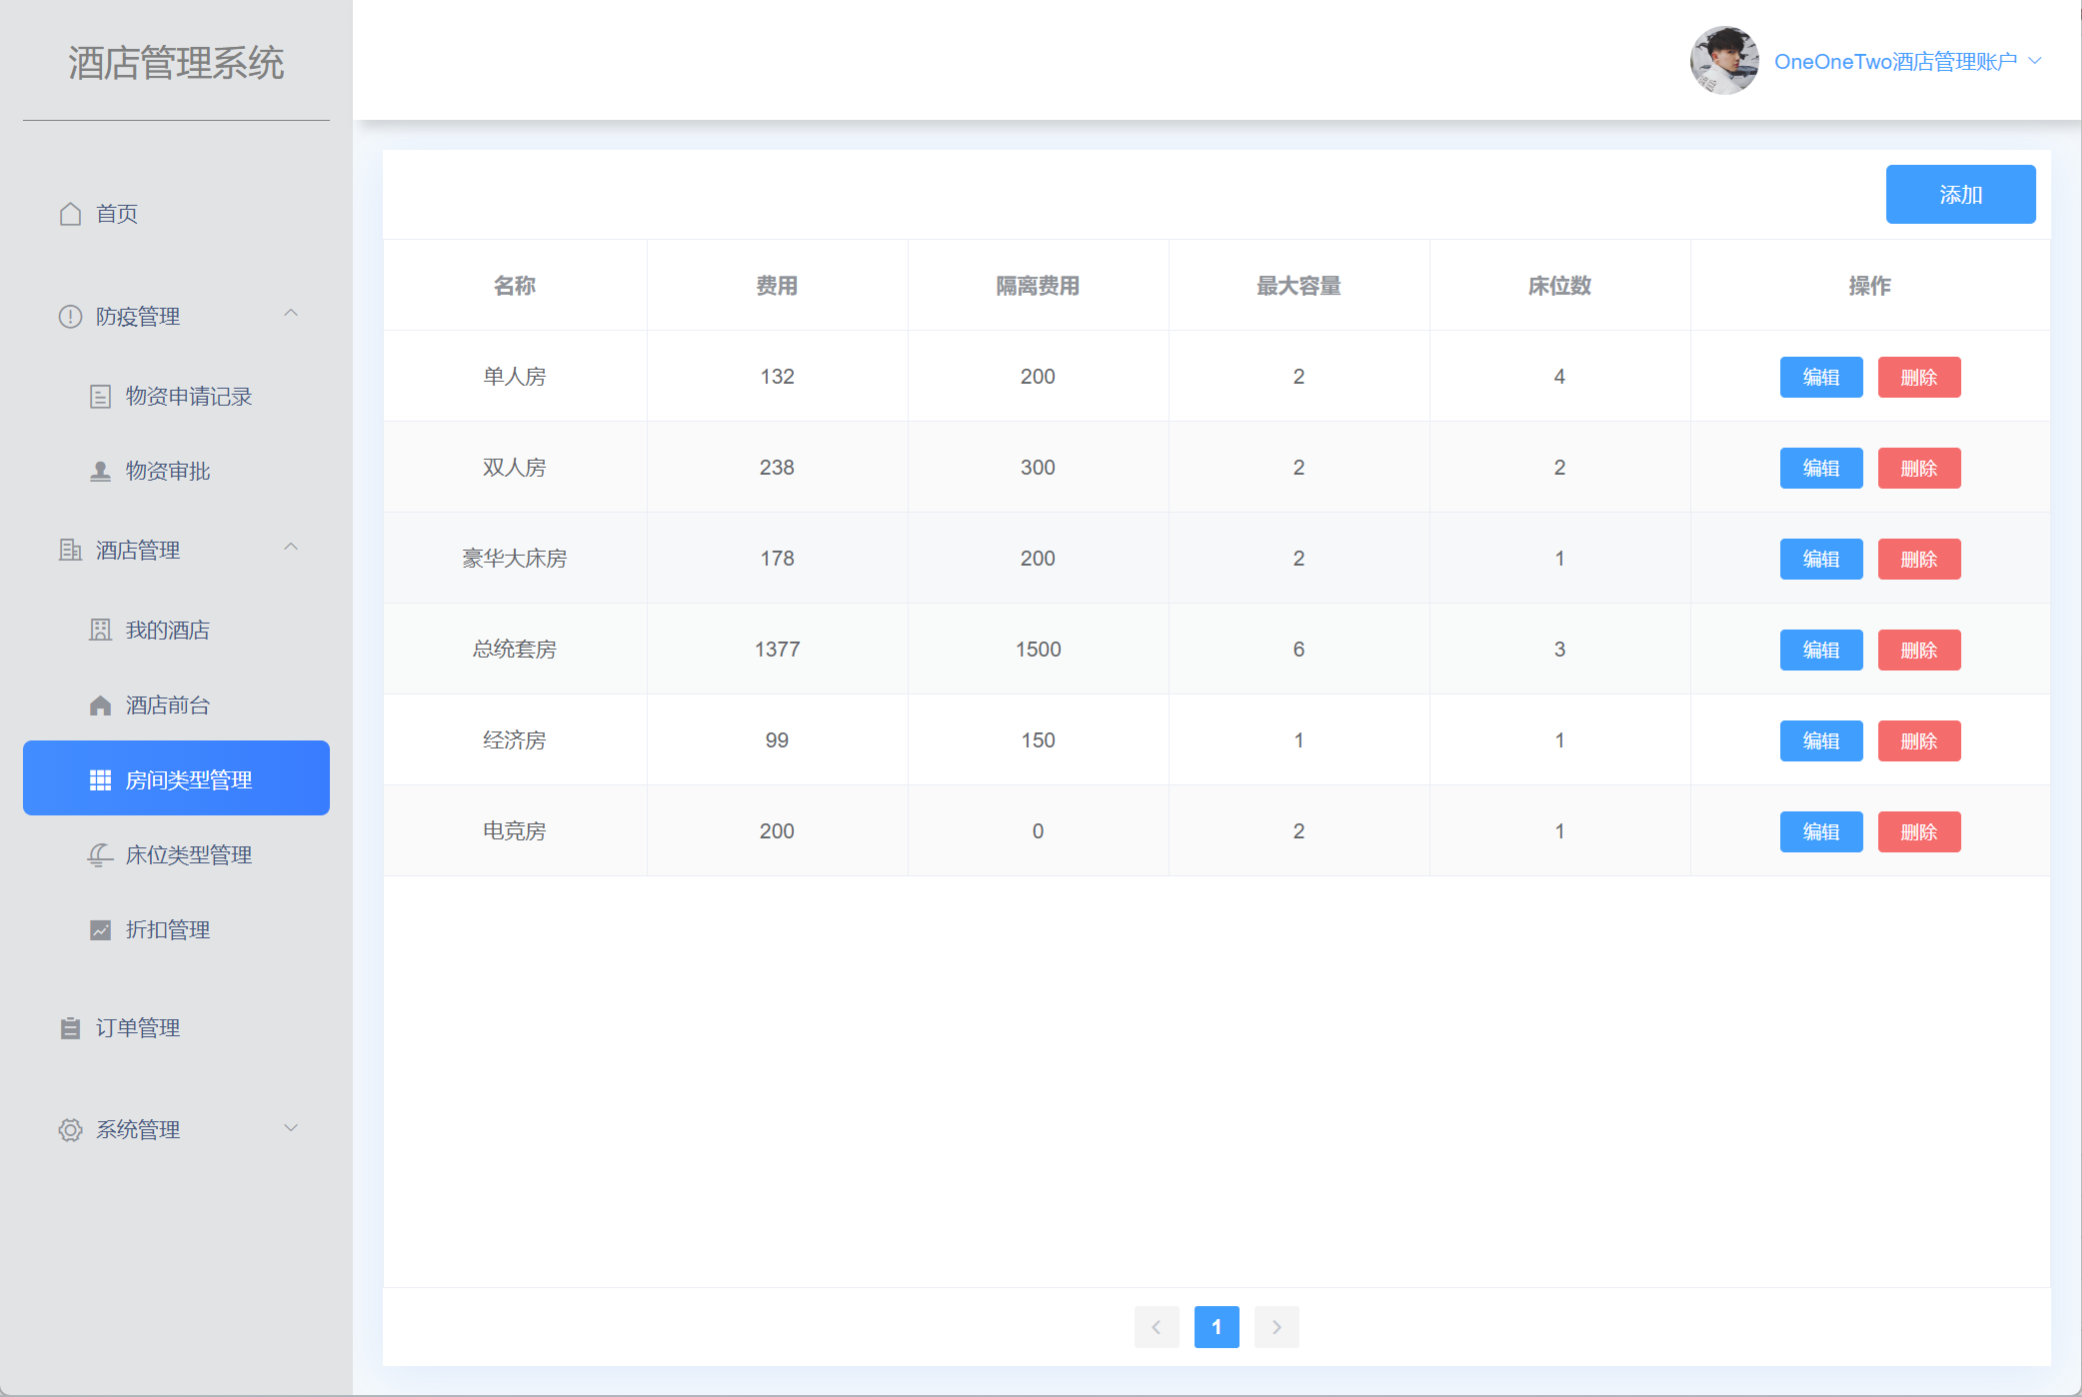 酒店管理系统
OneOneTwo酒店管理账户
首页
防疫管理
物资申请记录
物资审批
酒店管理
我的酒店
酒店前台
房间类型管理
床位类型管理
折扣管理
订单管理
系统管理
添加
名称 费用 隔离费用 最大容量 床位数 操作
单人房 132 200 2 4 编辑 删除
双人房 238 300 2 2 编辑 删除
豪华大床房 178 200 2 1 编辑 删除
总统套房 1377 1500 6 3 编辑 删除
经济房 99 150 1 1 编辑 删除
电竞房 200 0 2 1 编辑 删除
1